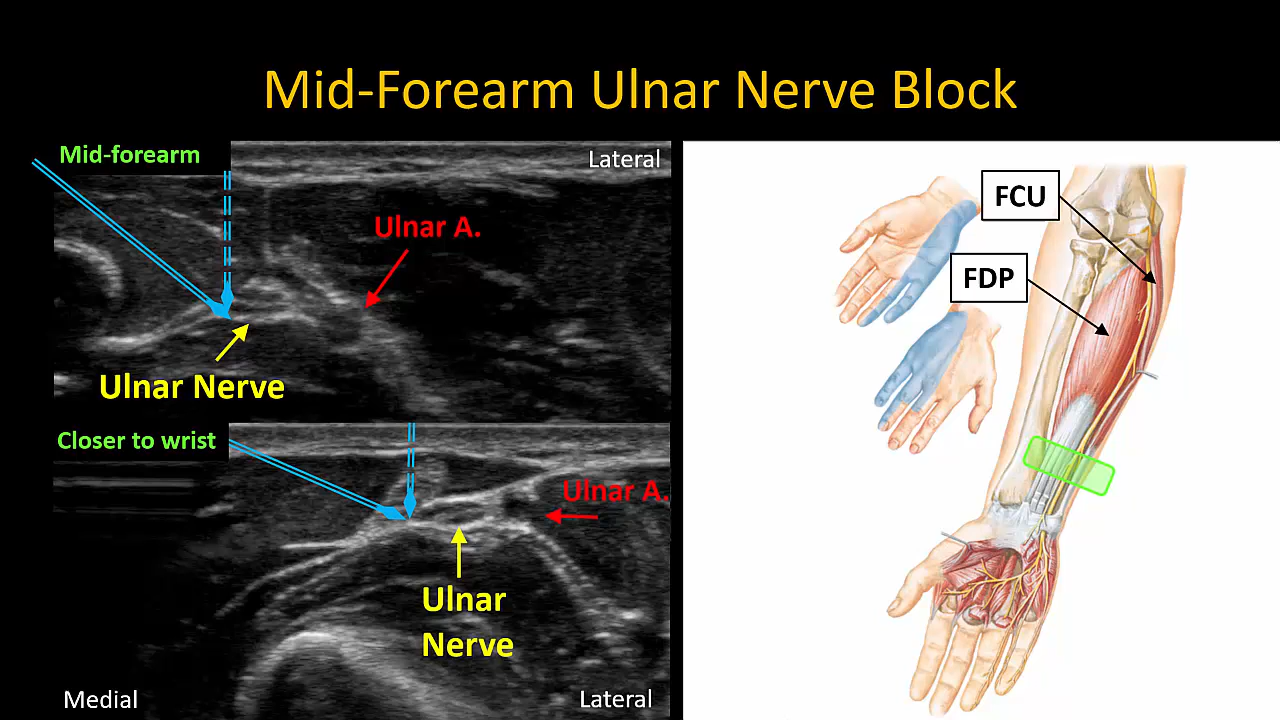 Mid-Forearm Ulnar Nerve Block
Mid-forearm
Lateral
Ulnar A.
Ulnar Nerve
Closer to wrist
Ulnar A.
Ulnar
Nerve
Medial
Lateral
FCU
FDP